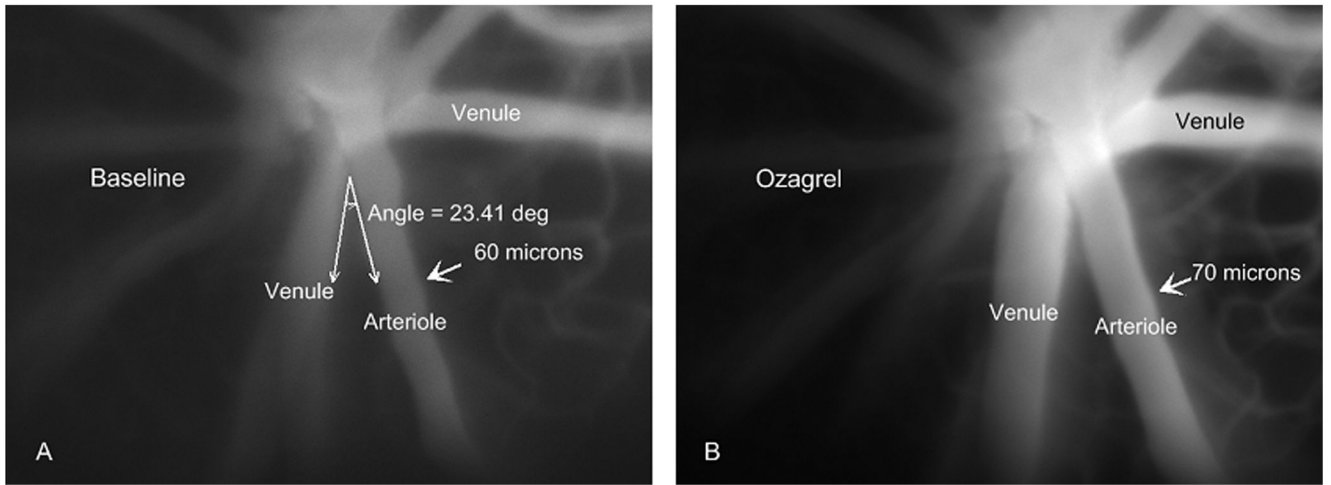 Venule
Baseline
Angle = 23.41 deg
60 microns
Venule
Arteriole
A
Venule
Ozagrel
70 microns
Venule
Arteriole
B